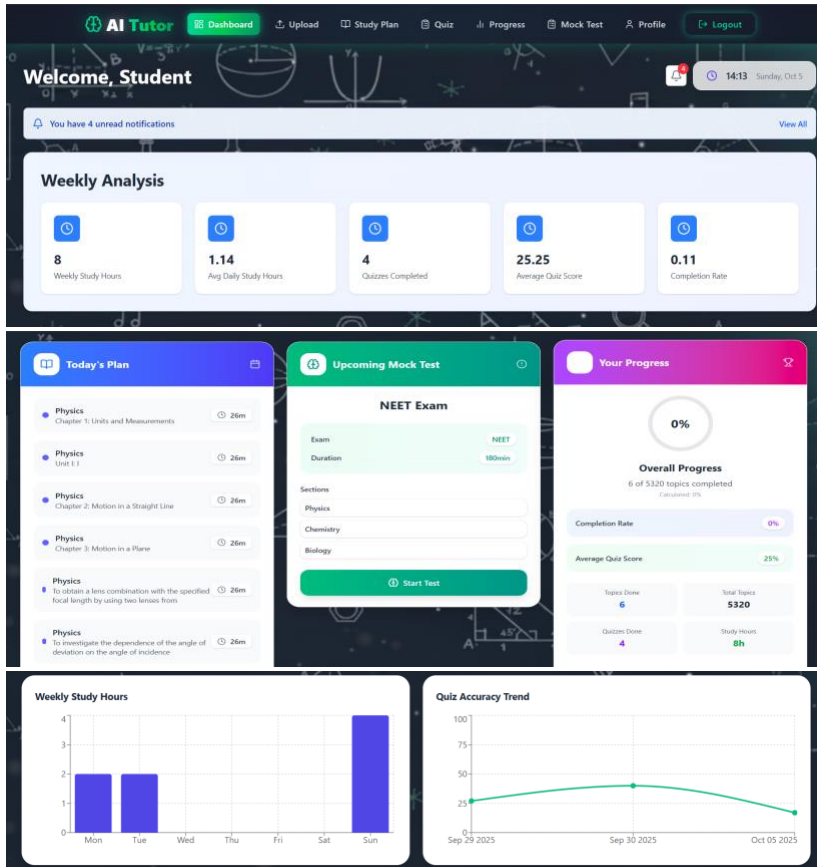 AI Tutor
Dashboard
Upload
Study Plan
Quiz
Progress
Mock Test
Profile
Logout
Welcome, Student
4
14:13 Sunday, Oct 5
You have 4 unread notifications
View All
Weekly Analysis
8
Weekly Study Hours
1.14
Avg Daily Study Hours
4
Quizzes Completed
25.25
Average Quiz Score
0.11
Completion Rate
Today's Plan
Physics
Chapter 1: Units and Measurements
26m
Physics
Unit I: I
26m
Physics
Chapter 2: Motion in a Straight Line
26m
Physics
Chapter 3: Motion in a Plane
26m
Physics
To obtain a lens combination with the specified
focal length by using two lenses from
26m
Physics
To investigate the dependence of the angle of
deviation on the angle of incidence
26m
Upcoming Mock Test
NEET Exam
Exam
NEET
Duration
180min
Sections
Physics
Chemistry
Biology
Start Test
Your Progress
0%
Overall Progress
6 of 5320 topics completed
Calculated: 0%
Completion Rate
0%
Average Quiz Score
25%
Topics Done
6
Total Topics
5320
Quizzes Done
4
Study Hours
8h
Weekly Study Hours
4
3
2
1
0
Mon Tue Wed Thu Fri Sat Sun
Quiz Accuracy Trend
100
75
50
25
0
Sep 29 2025 Sep 30 2025 Oct 05 2025